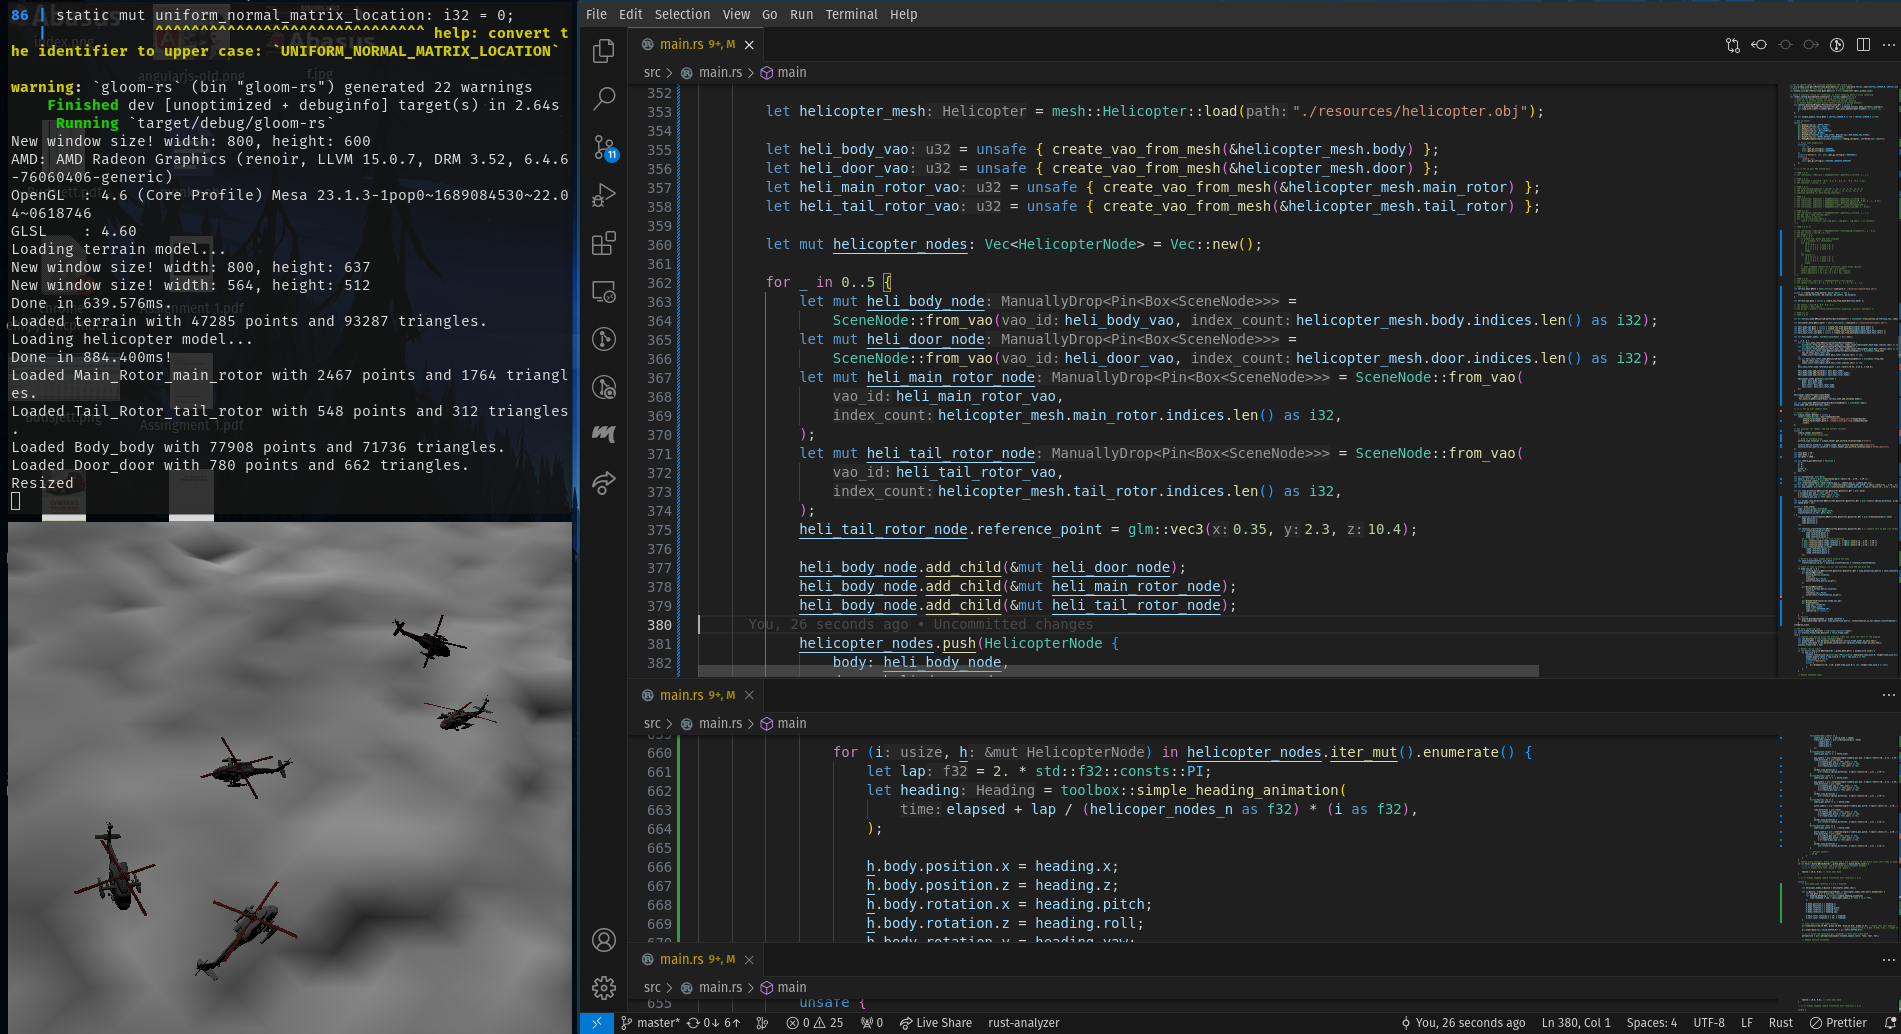 86 | static mut uniform_normal_matrix_location: i32 = 0;
| ^^^^^^^^^^^^^^^^^^^^^^^^^^^^^^ help: convert t
he identifier to upper case: `UNIFORM_NORMAL_MATRIX_LOCATION`
warning: `gloom-rs` (bin "gloom-rs") generated 22 warnings
Finished dev [unoptimized + debuginfo] target(s) in 2.64s
Running `target/debug/gloom-rs`
New window size! width: 800, height: 600
AMD: AMD Radeon Graphics (renoir, LLVM 15.0.7, DRM 3.52, 6.4.6
-76060406-generic)
OpenGL : 4.6 (Core Profile) Mesa 23.1.3-1pop0~1689084530~22.0
4~0618746
GLSL : 4.60
Loading terrain model...
New window size! width: 800, height: 637
New window size! width: 564, height: 512
Done in 639.576ms.
Loaded terrain with 47285 points and 93287 triangles.
Loading helicopter model...
Done in 884.400ms!
Loaded Main_Rotor_main_rotor with 2467 points and 1764 triangl
es.
Loaded Tail_Rotor_tail_rotor with 548 points and 312 triangles
.
Loaded Body_body with 77908 points and 71736 triangles.
Loaded Door_door with 780 points and 662 triangles.
Resized
File Edit Selection View Go Run Terminal Help
main.rs 9+, M
src > main.rs > main
11
352
353 let helicopter_mesh: Helicopter = mesh::Helicopter::load(path: "./resources/helicopter.obj");
354
355 let heli_body_vao: u32 = unsafe { create_vao_from_mesh(&helicopter_mesh.body) };
356 let heli_door_vao: u32 = unsafe { create_vao_from_mesh(&helicopter_mesh.door) };
357 let heli_main_rotor_vao: u32 = unsafe { create_vao_from_mesh(&helicopter_mesh.main_rotor) };
358 let heli_tail_rotor_vao: u32 = unsafe { create_vao_from_mesh(&helicopter_mesh.tail_rotor) };
359
360 let mut helicopter_nodes: Vec<HelicopterNode> = Vec::new();
361
362 for _ in 0..5 {
363 let mut heli_body_node: ManuallyDrop<Pin<Box<SceneNode>>> =
364 SceneNode::from_vao(vao_id: heli_body_vao, index_count: helicopter_mesh.body.indices.len() as i32);
365 let mut heli_door_node: ManuallyDrop<Pin<Box<SceneNode>>> =
366 SceneNode::from_vao(vao_id: heli_door_vao, index_count: helicopter_mesh.door.indices.len() as i32);
367 let mut heli_main_rotor_node: ManuallyDrop<Pin<Box<SceneNode>>> = SceneNode::from_vao(
368 vao_id: heli_main_rotor_vao,
369 index_count: helicopter_mesh.main_rotor.indices.len() as i32,
370 );
371 let mut heli_tail_rotor_node: ManuallyDrop<Pin<Box<SceneNode>>> = SceneNode::from_vao(
372 vao_id: heli_tail_rotor_vao,
373 index_count: helicopter_mesh.tail_rotor.indices.len() as i32,
374 );
375 heli_tail_rotor_node.reference_point = glm::vec3(x: 0.35, y: 2.3, z: 10.4);
376
377 heli_body_node.add_child(&mut heli_door_node);
378 heli_body_node.add_child(&mut heli_main_rotor_node);
379 heli_body_node.add_child(&mut heli_tail_rotor_node);
380 You, 26 seconds ago • Uncommitted changes
381 helicopter_nodes.push(HelicopterNode {
382 body: heli_body_node,
main.rs 9+, M
src > main.rs > main
660 for (i: usize, h: &mut HelicopterNode) in helicopter_nodes.iter_mut().enumerate() {
661 let lap: f32 = 2. * std::f32::consts::PI;
662 let heading: Heading = toolbox::simple_heading_animation(
663 time: elapsed + lap / (helicoper_nodes_n as f32) * (i as f32),
664 );
665
666 h.body.position.x = heading.x;
667 h.body.position.z = heading.z;
668 h.body.rotation.x = heading.pitch;
669 h.body.rotation.z = heading.roll;
670 h.body.rotation.y = heading.yaw;
main.rs 9+, M
src > main.rs > main
655 unsafe {
master* 0↓ 6↑ 0 25 0 Live Share rust-analyzer You, 26 seconds ago Ln 380, Col 1 Spaces: 4 UTF-8 LF Rust Prettier